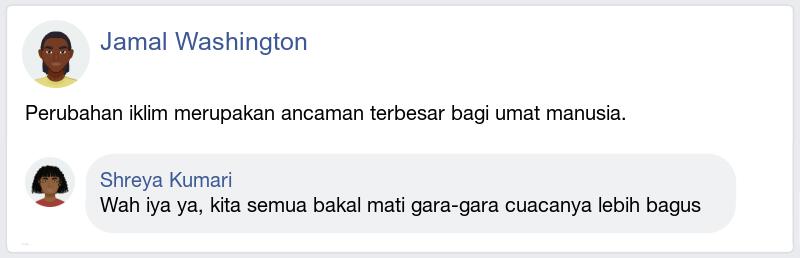 Jamal Washington
Perubahan iklim merupakan ancaman terbesar bagi umat manusia.
Shreya Kumari
Wah iya ya, kita semua bakal mati gara-gara cuacanya lebih bagus